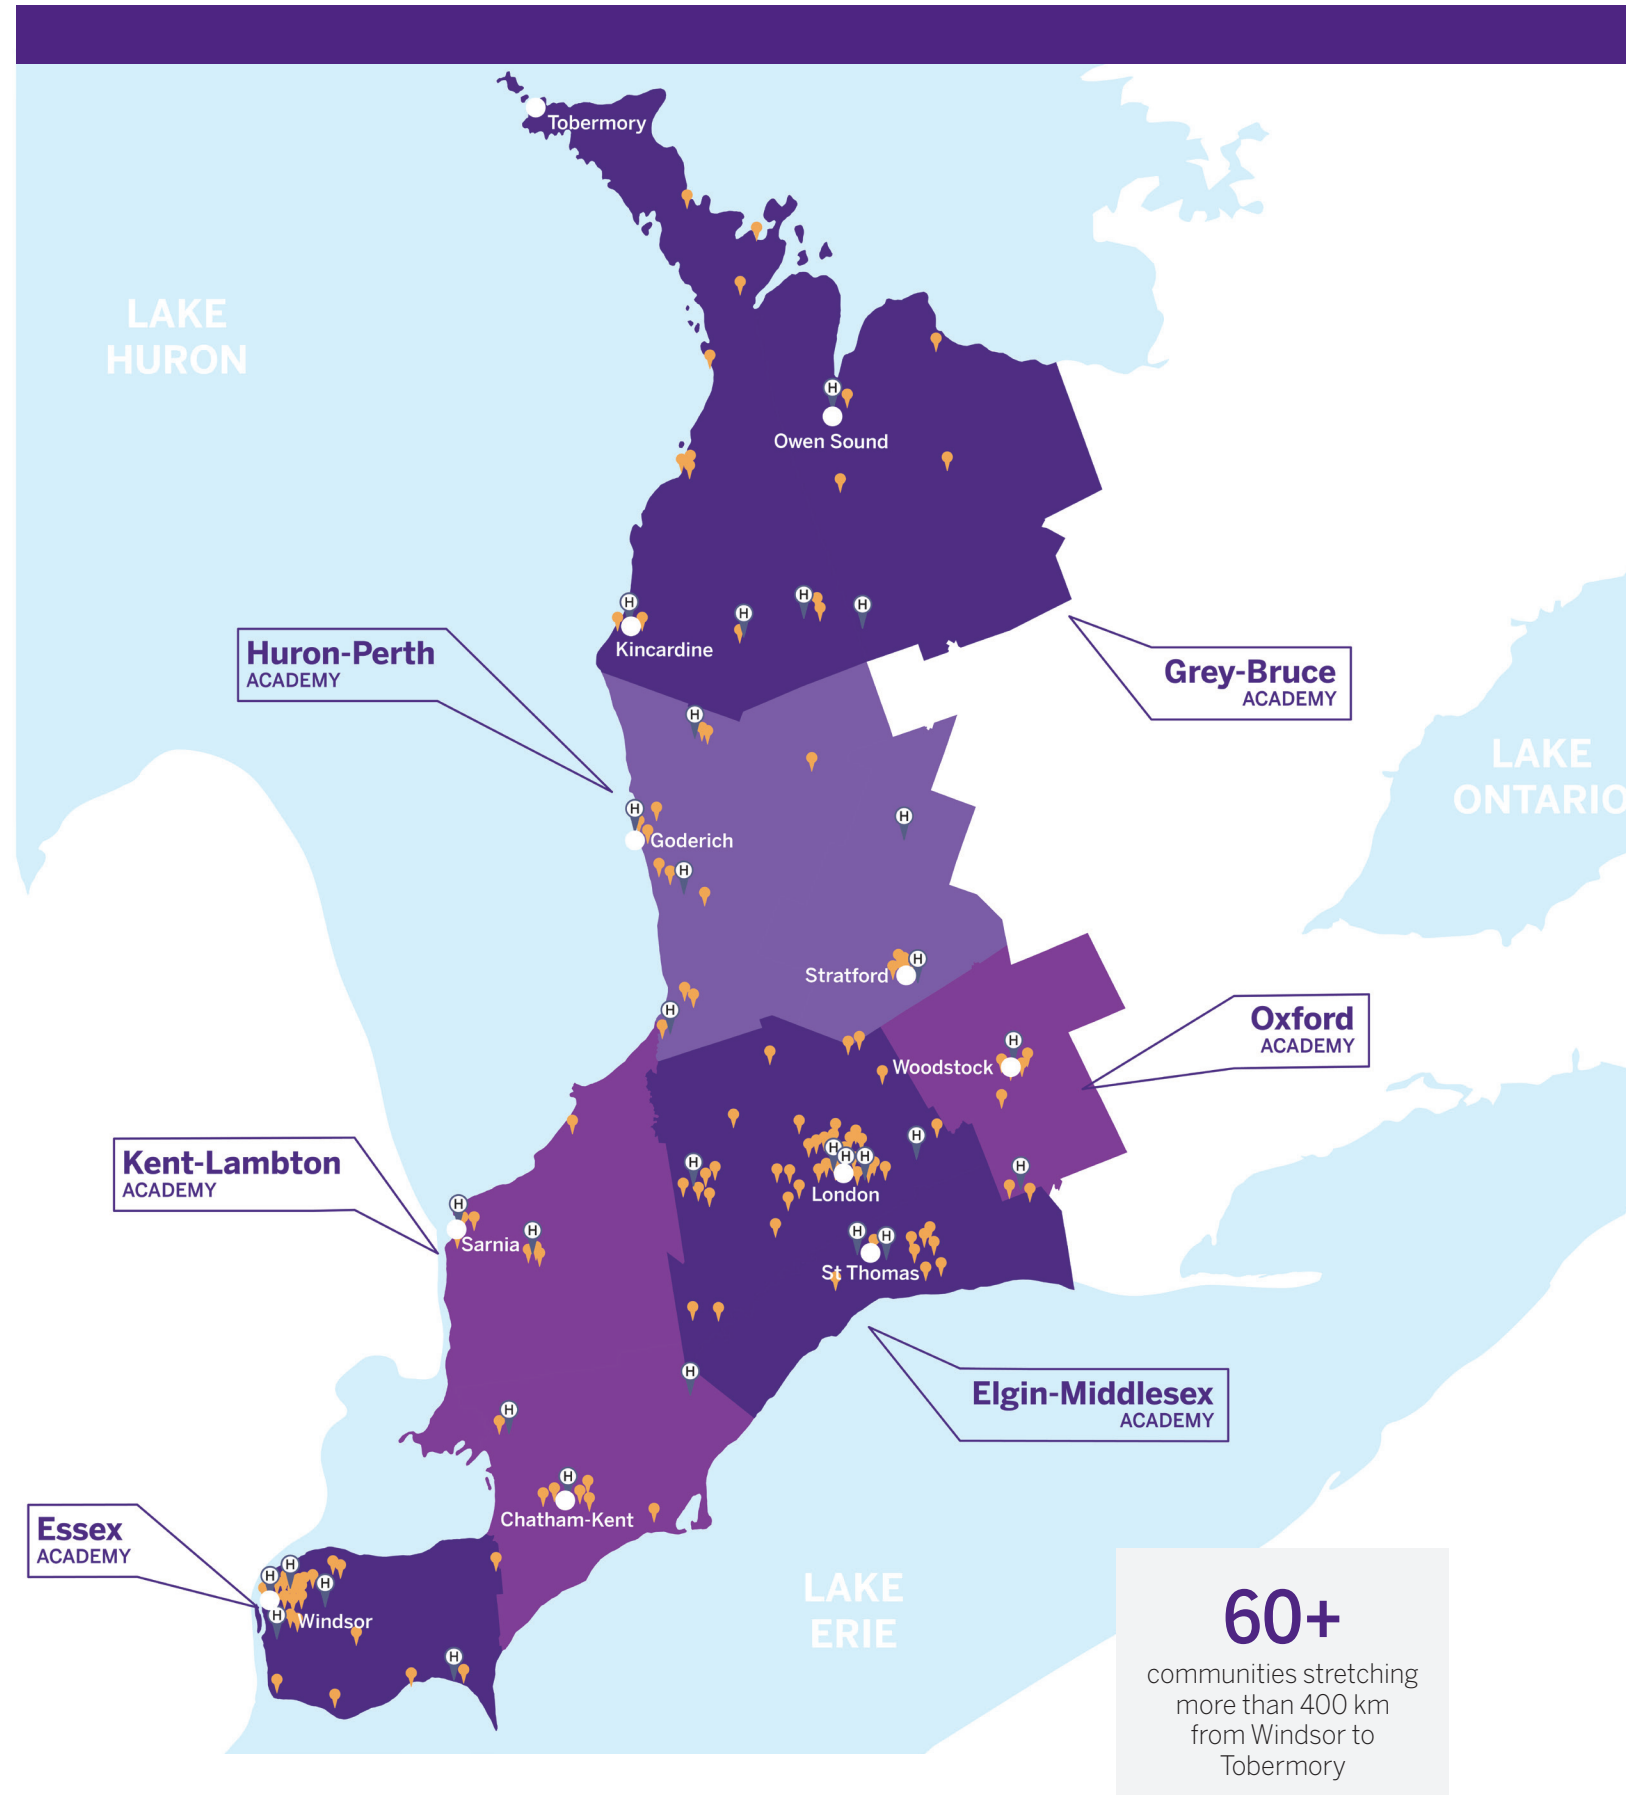 Tobermory
LAKE
HURON
Owen Sound
H
H
H
H
H
Kincardine
Huron-Perth
ACADEMY
Grey-Bruce
ACADEMY
H
LAKE
ONTARIO
H
H
Goderich
H
H
Stratford
H
Oxford
ACADEMY
H
Woodstock
H
H
H
H
Kent-Lambton
ACADEMY
H
H
London
H
H
H
H
Sarnia
St Thomas
H
Elgin-Middlesex
ACADEMY
H
H
Chatham-Kent
Essex
ACADEMY
H
H
H
H
Windsor
LAKE
ERIE
H
60+
communities stretching
more than 400 km
from Windsor to
Tobermory